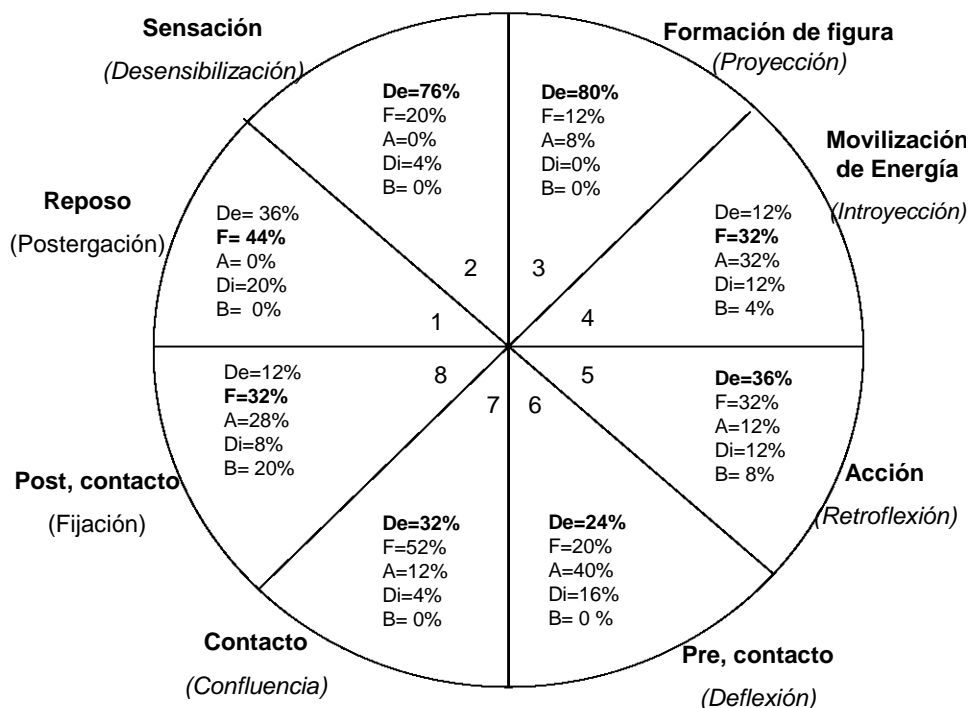 Sensación
(Desensibilización)
De=76%
F=20%
A=0%
Di=4%
B= 0%
2
Formación de figura
(Proyección)
De=80%
F=12%
A=8%
Di=0%
B= 0%
3
Movilización
de Energía
(Introyección)
De=12%
F=32%
A=32%
Di=12%
B= 4%
4
Acción
(Retroflexión)
De=36%
F=32%
A=12%
Di=12%
B= 8%
5
Pre, contacto
(Deflexión)
De=24%
F=20%
A=40%
Di=16%
B= 0 %
6
Contacto
(Confluencia)
De=32%
F=52%
A=12%
Di=4%
B= 0%
7
Post, contacto
(Fijación)
De=12%
F=32%
A=28%
Di=8%
B= 20%
8
Reposo
(Postergación)
De= 36%
F= 44%
A= 0%
Di=20%
B=  0%
1